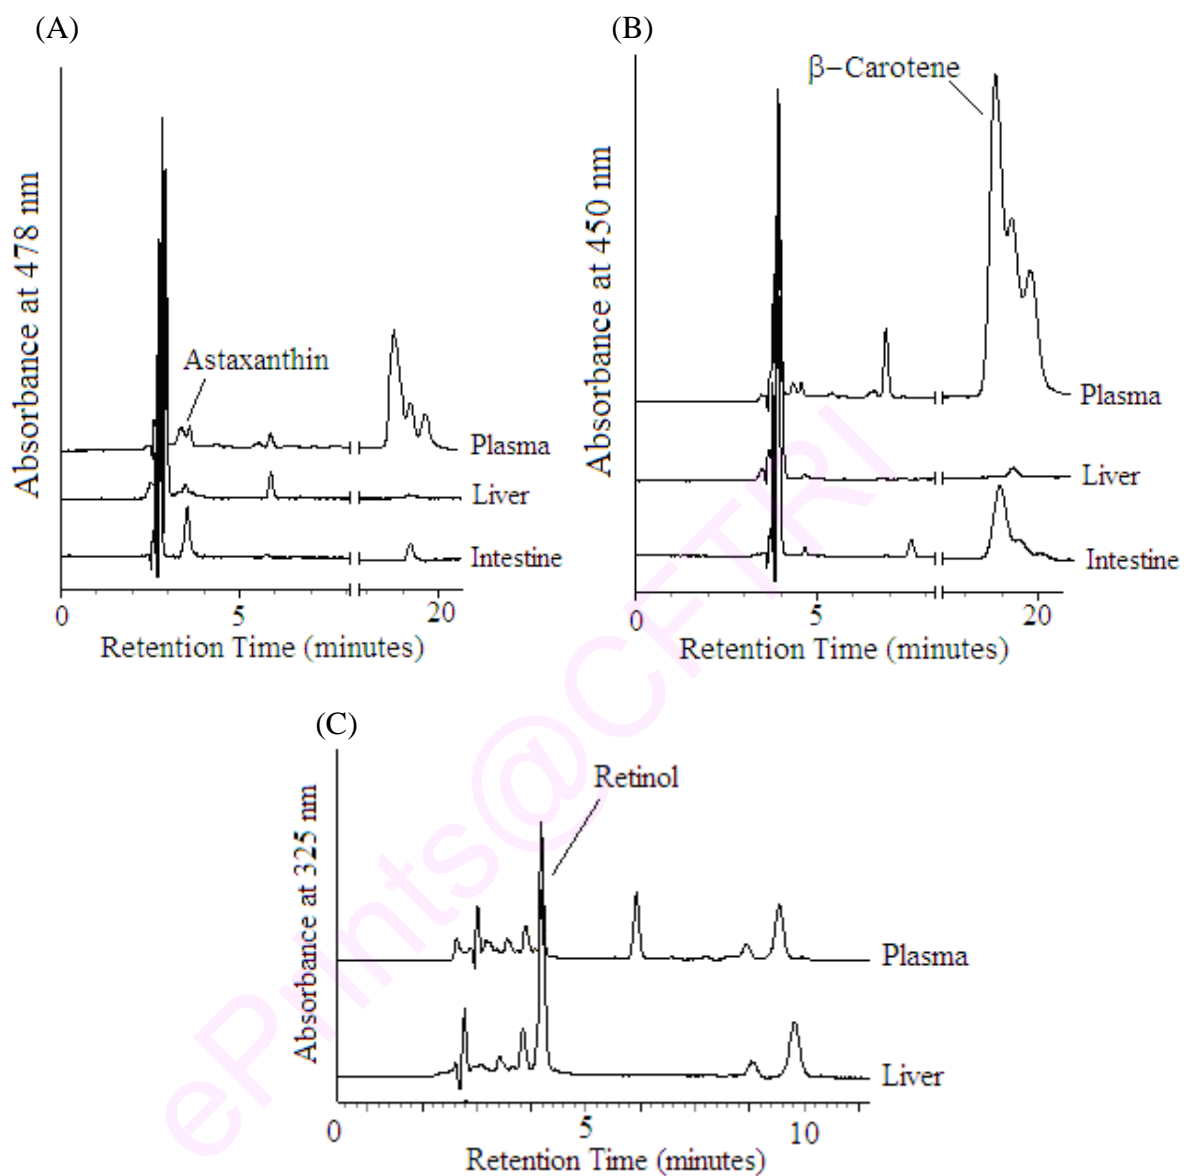 (A)
Absorbance at 478 nm
Astaxanthin
Plasma
Liver
Intestine
0 5 20
Retention Time (minutes)
(B)
Absorbance at 450 nm
β−Carotene
Plasma
Liver
Intestine
0 5 20
Retention Time (minutes)
(C)
Absorbance at 325 nm
Retinol
Plasma
Liver
0 5 10
Retention Time (minutes)
ePrints@CFTRI